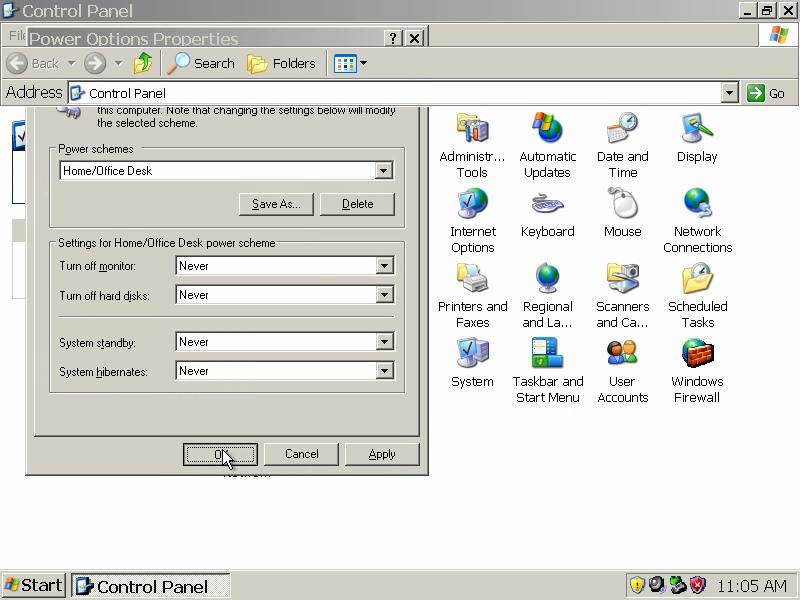 Control Panel
Fil
Power Options Properties
Back
Search
Folders
Address
Control Panel
Go
this computer. Note that changing the settings below will modify
the selected scheme.
Power schemes
Home/Office Desk
Save As...
Delete
Settings for Home/Office Desk power scheme
Turn off monitor:
Never
Turn off hard disks:
Never
System standby:
Never
System hibernates:
Never
Cancel
Apply
Administr...
Tools
Automatic
Updates
Date and
Time
Display
Internet
Options
Keyboard
Mouse
Network
Connections
Printers and
Faxes
Regional
and La...
Scanners
and Ca...
Scheduled
Tasks
System
Taskbar and
Start Menu
User
Accounts
Windows
Firewall
Start
Control Panel
11:05 AM